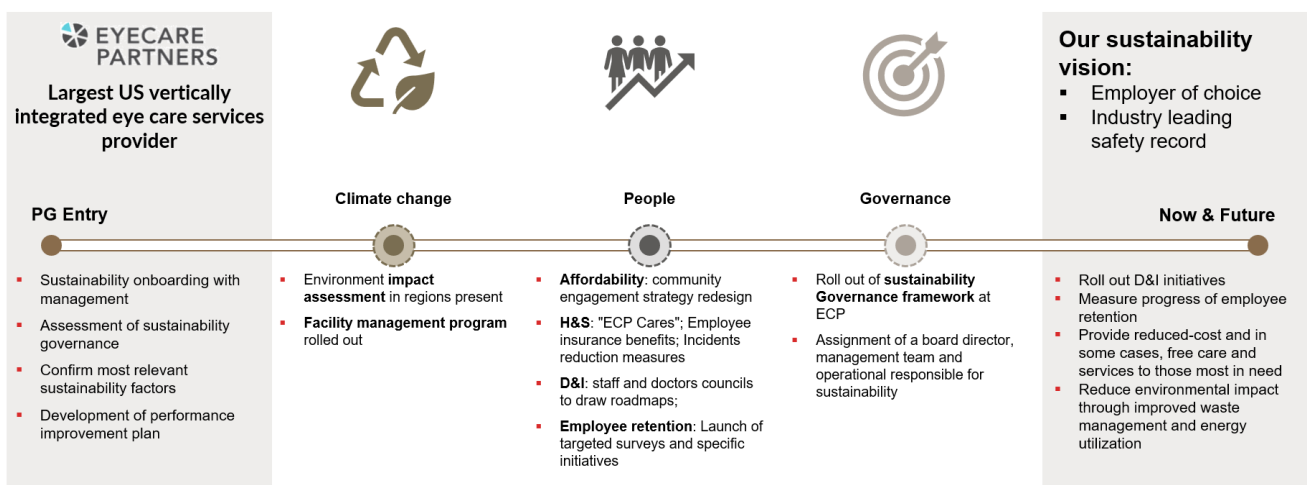 EYECARE
PARTNERS
Largest US vertically
integrated eye care services
provider
PG Entry
Sustainability onboarding with
management
Assessment of sustainability
governance
Confirm most relevant
sustainability factors
Development of performance
improvement plan
Climate change
Environment impact
assessment in regions present
Facility management program
rolled out
People
Affordability: community
engagement strategy redesign
H&S: "ECP Cares"; Employee
insurance benefits; Incidents
reduction measures
D&I: staff and doctors councils
to draw roadmaps;
Employee retention: Launch of
targeted surveys and specific
initiatives
Governance
Roll out of sustainability
Governance framework at
ECP
Assignment of a board director,
management team and
operational responsible for
sustainability
Our sustainability
vision:
Employer of choice
Industry leading
safety record
Now & Future
Roll out D&I initiatives
Measure progress of employee
retention
Provide reduced-cost and in
some cases, free care and
services to those most in need
Reduce environmental impact
through improved waste
management and energy
utilization